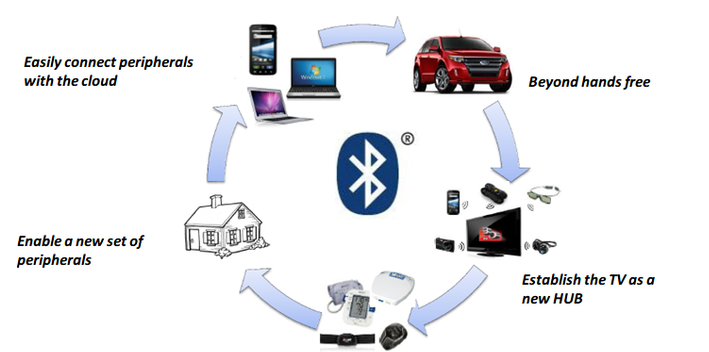 Easily connect peripherals
with the cloud
Beyond hands free
®
Enable a new set of
peripherals
Establish the TV as a
new HUB